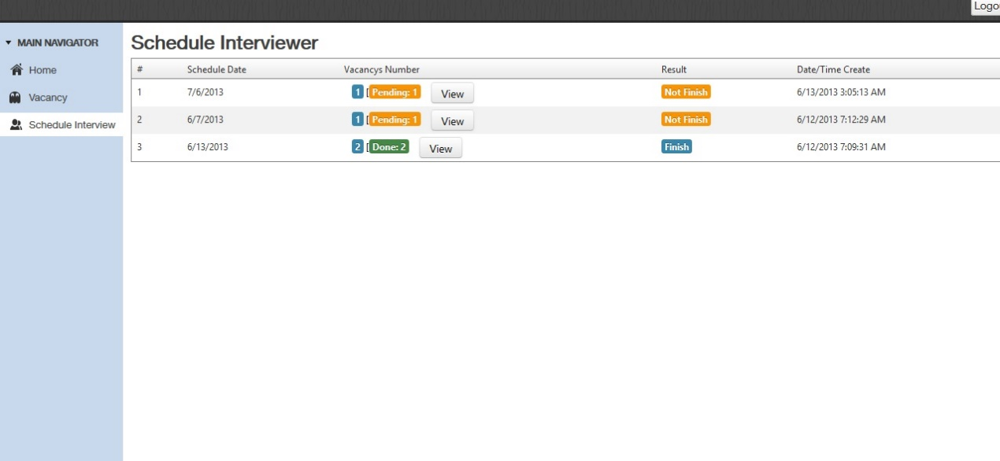 Logou
MAIN NAVIGATOR
Home
Vacancy
Schedule Interview
Schedule Interviewer
# Schedule Date Vacancys Number Result Date/Time Create
1 7/6/2013 1 [Pending: 1 View Not Finish 6/13/2013 3:05:13 AM
2 6/7/2013 1 [Pending: 1 View Not Finish 6/12/2013 7:12:29 AM
3 6/13/2013 2 [Done: 2 View Finish 6/12/2013 7:09:31 AM